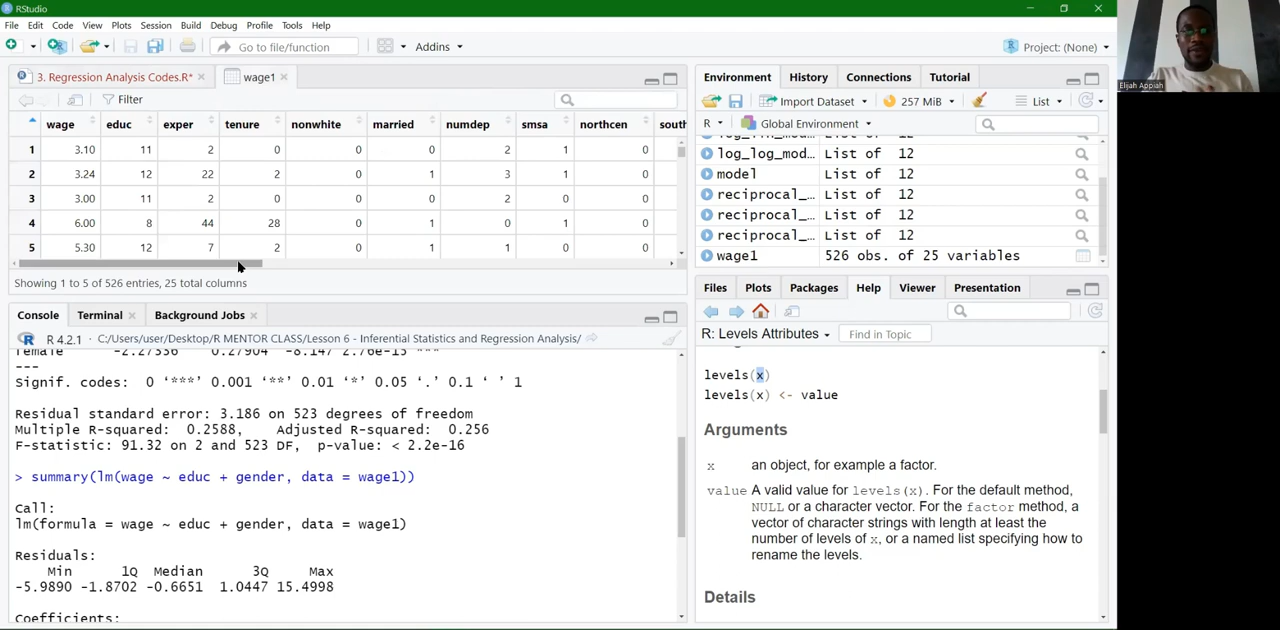 RStudio
File Edit Code View Plots Session Build Debug Profile Tools Help
Go to file/function Addins Project: (None)
3. Regression Analysis Codes.R* wage1
Filter
wage educ exper tenure nonwhite married numdep smsa northcen south
1 3.10 11 2 0 0 0 2 1 0
2 3.24 12 22 2 0 1 3 1 0
3 3.00 11 2 0 0 0 2 0 0
4 6.00 8 44 28 0 1 0 1 0
5 5.30 12 7 2 0 1 1 0 0
Showing 1 to 5 of 526 entries, 25 total columns
Console Terminal Background Jobs
R 4.2.1 · C:/Users/user/Desktop/R MENTOR CLASS/Lesson 6 - Inferential Statistics and Regression Analysis/
female -2.27336 0.27904 -8.147 2.76e-15 ***
---
Signif. codes: 0 ‘***’ 0.001 ‘**’ 0.01 ‘*’ 0.05 ‘.’ 0.1 ‘ ’ 1
Residual standard error: 3.186 on 523 degrees of freedom
Multiple R-squared: 0.2588, Adjusted R-squared: 0.256
F-statistic: 91.32 on 2 and 523 DF, p-value: < 2.2e-16
> summary(lm(wage ~ educ + gender, data = wage1))
Call:
lm(formula = wage ~ educ + gender, data = wage1)
Residuals:
Min 1Q Median 3Q Max
-5.9890 -1.8702 -0.6651 1.0447 15.4998
Coefficients:
Environment History Connections Tutorial
Import Dataset 257 MiB List
R Global Environment
log_log_mod... List of 12
model List of 12
reciprocal_... List of 12
reciprocal_... List of 12
reciprocal_... List of 12
wage1 526 obs. of 25 variables
Files Plots Packages Help Viewer Presentation
R: Levels Attributes Find in Topic
levels(x)
levels(x) <- value
Arguments
x an object, for example a factor.
value A valid value for levels(x). For the default method,
NULL or a character vector. For the factor method, a
vector of character strings with length at least the
number of levels of x, or a named list specifying how to
rename the levels.
Details
Elijah Appiah